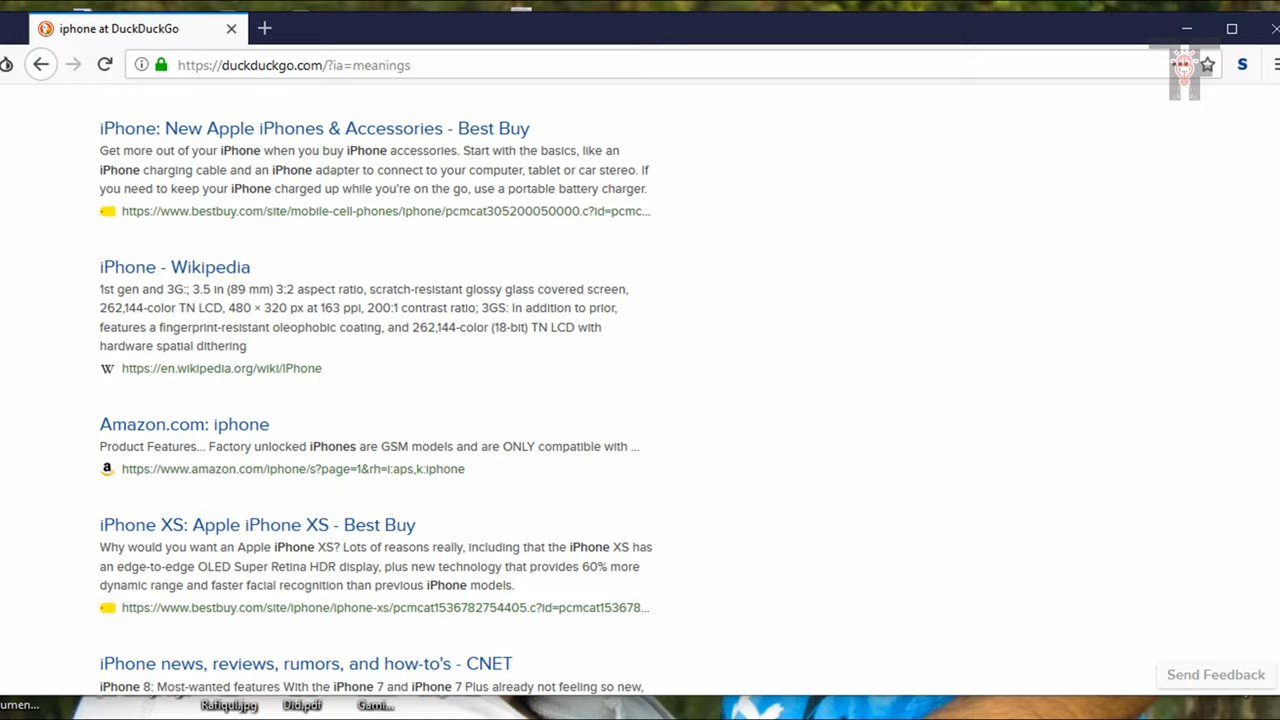 iphone at DuckDuckGo
https://duckduckgo.com/?ia=meanings
S
iPhone: New Apple iPhones & Accessories - Best Buy
Get more out of your iPhone when you buy iPhone accessories. Start with the basics, like an
iPhone charging cable and an iPhone adapter to connect to your computer, tablet or car stereo. If
you need to keep your iPhone charged up while you're on the go, use a portable battery charger.
https://www.bestbuy.com/site/mobile-cell-phones/iphone/pcmcat305200050000.c?id=pcmc...
iPhone - Wikipedia
1st gen and 3G:; 3.5 in (89 mm) 3:2 aspect ratio, scratch-resistant glossy glass covered screen,
262,144-color TN LCD, 480 × 320 px at 163 ppi, 200:1 contrast ratio; 3GS: In addition to prior,
features a fingerprint-resistant oleophobic coating, and 262,144-color (18-bit) TN LCD with
hardware spatial dithering
W https://en.wikipedia.org/wiki/IPhone
Amazon.com: iphone
Product Features... Factory unlocked iPhones are GSM models and are ONLY compatible with ...
a https://www.amazon.com/iphone/s?page=1&rh=i:aps,k:iphone
iPhone XS: Apple iPhone XS - Best Buy
Why would you want an Apple iPhone XS? Lots of reasons really, including that the iPhone XS has
an edge-to-edge OLED Super Retina HDR display, plus new technology that provides 60% more
dynamic range and faster facial recognition than previous iPhone models.
https://www.bestbuy.com/site/iphone/iphone-xs/pcmcat1536782754405.c?id=pcmcat153678...
iPhone news, reviews, rumors, and how-to's - CNET
iPhone 8: Most-wanted features With the iPhone 7 and iPhone 7 Plus already not feeling so new,
Send Feedback
umen... Rafiqul.jpg Did.pdf Gami...